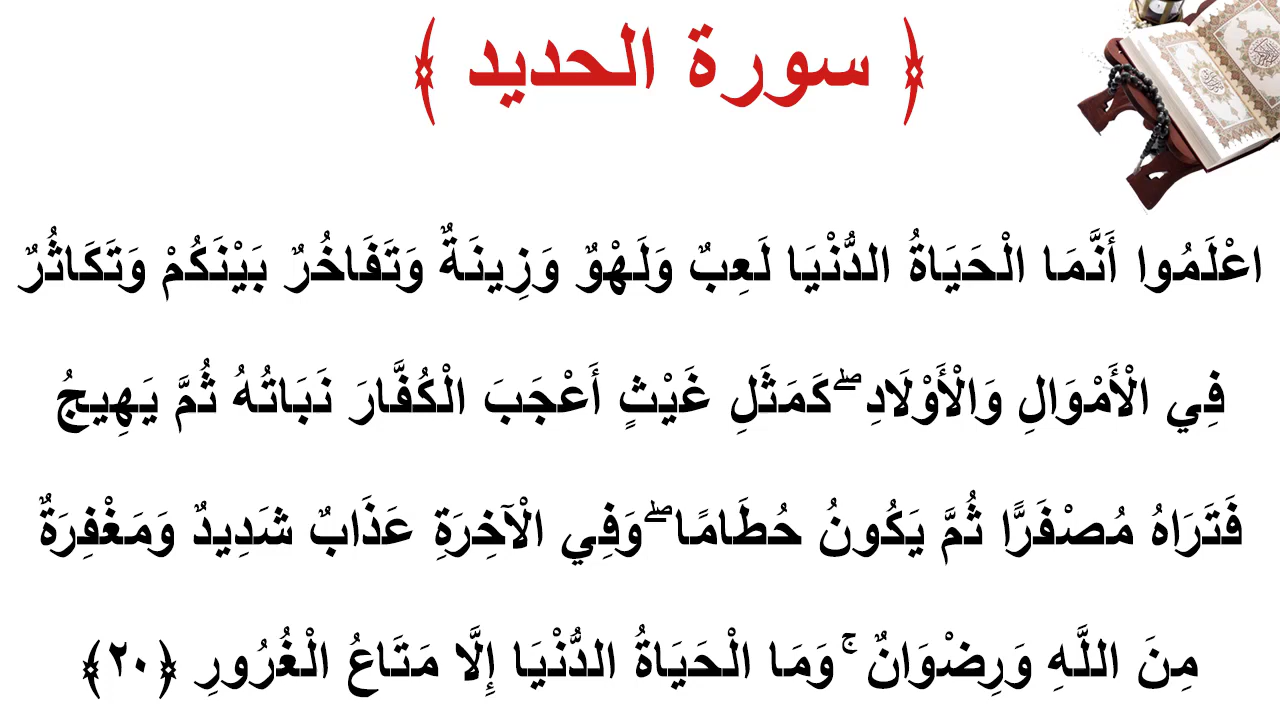 ﴿ سورة الحديد ﴾
اعْلَمُوا أَنَّمَا الْحَيَاةُ الدُّنْيَا لَعِبٌ وَلَهْوٌ وَزِينَةٌ وَتَفَاخُرٌ بَيْنَكُمْ وَتَكَاثُرٌ
فِي الْأَمْوَالِ وَالْأَوْلَادِ ۖ كَمَثَلِ غَيْثٍ أَعْجَبَ الْكُفَّارَ نَبَاتُهُ ثُمَّ يَهِيجُ
فَتَرَاهُ مُصْفَرًّا ثُمَّ يَكُونُ حُطَامًا ۖ وَفِي الْآخِرَةِ عَذَابٌ شَدِيدٌ وَمَغْفِرَةٌ
مِنَ اللَّهِ وَرِضْوَانٌ ۚ وَمَا الْحَيَاةُ الدُّنْيَا إِلَّا مَتَاعُ الْغُرُورِ ﴿٢٠﴾